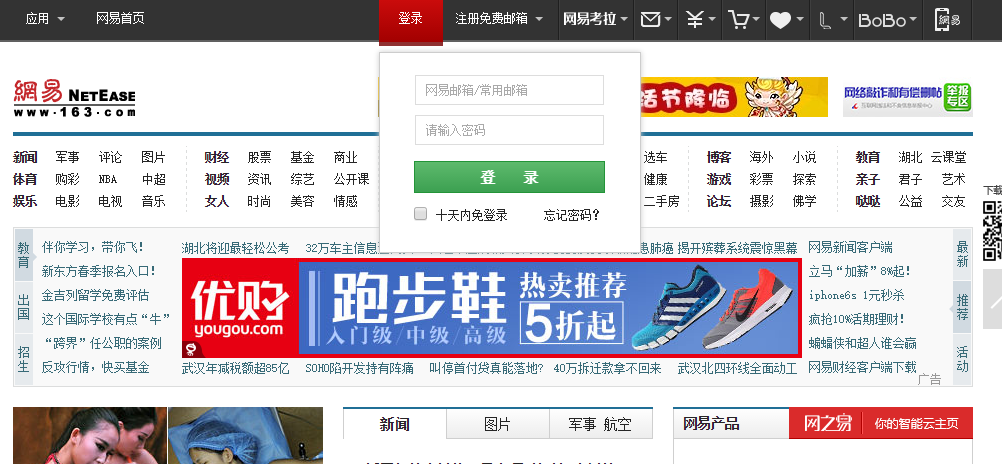 应用 网易首页 登录 注册免费邮箱 网易考拉 BoBo 網易
網易 NETEASE
www.163.com
网易邮箱/常用邮箱
请输入密码
登 录
十天内免登录 忘记密码?
活节降临
网络敲诈和有偿删帖 举报专区
新闻 军事 评论 图片 财经 股票 基金 商业 选车 博客 海外 小说 教育 湖北 云课堂
体育 购彩 NBA 中超 视频 资讯 综艺 公开课 健康 游戏 彩票 探索 亲子 君子 艺术
娱乐 电影 电视 音乐 女人 时尚 美容 情感 二手房 论坛 摄影 佛学 哒哒 公益 交友
下载
教育
出国
招生
伴你学习，带你飞！
新东方春季报名入口！
金吉列留学免费评估
这个国际学校有点“牛”
“跨界”任公职的案例
反攻行情，快买基金
湖北将迎最轻松公考 32万车主信息 患肺癌 揭开殡葬系统震惊黑幕
优购
yougou.com
跑步鞋
入门级/中级/高级
热卖推荐
5折起
武汉年减税额超85亿 SOHO陷开发持有阵痛 叫停首付贷真能落地? 40万拆迁款拿不回来 武汉北四环线全面动工
网易新闻客户端
立马“加薪”8%起！
iphone6s 1元秒杀
疯抢10%活期理财！
蝙蝠侠和超人谁会赢
网易财经客户端下载
广告
最新
推荐
活动
新闻 图片 军事 航空
网易产品 网之易 你的智能云主页